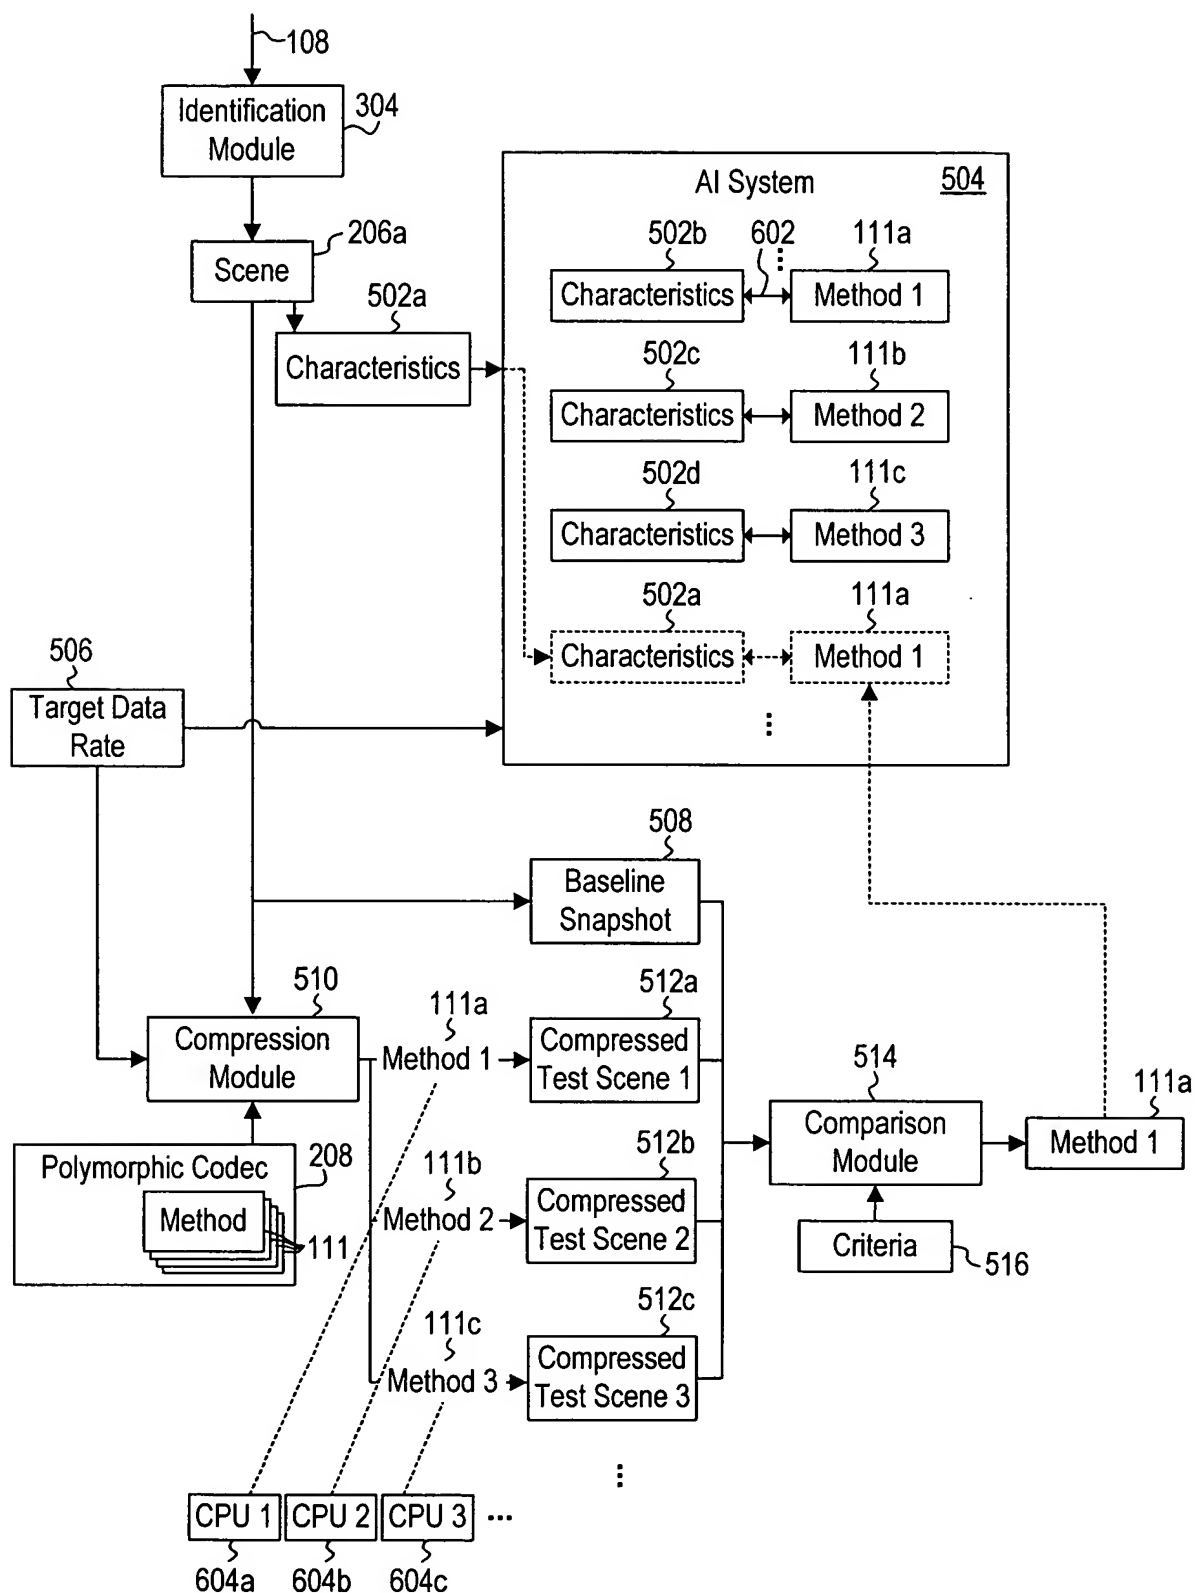 108
Identification
Module
304
Scene
206a
502a
Characteristics
AI System
504
502b
602
111a
Characteristics
Method 1
502c
111b
Characteristics
Method 2
502d
111c
Characteristics
Method 3
502a
111a
Characteristics
Method 1
506
Target Data
Rate
508
Baseline
Snapshot
510
Compression
Module
111a
Method 1
512a
Compressed
Test Scene 1
514
Comparison
Module
111a
Method 1
Polymorphic Codec
208
Method
111
111b
Method 2
512b
Compressed
Test Scene 2
Criteria
516
111c
Method 3
512c
Compressed
Test Scene 3
CPU 1
CPU 2
CPU 3
604a
604b
604c